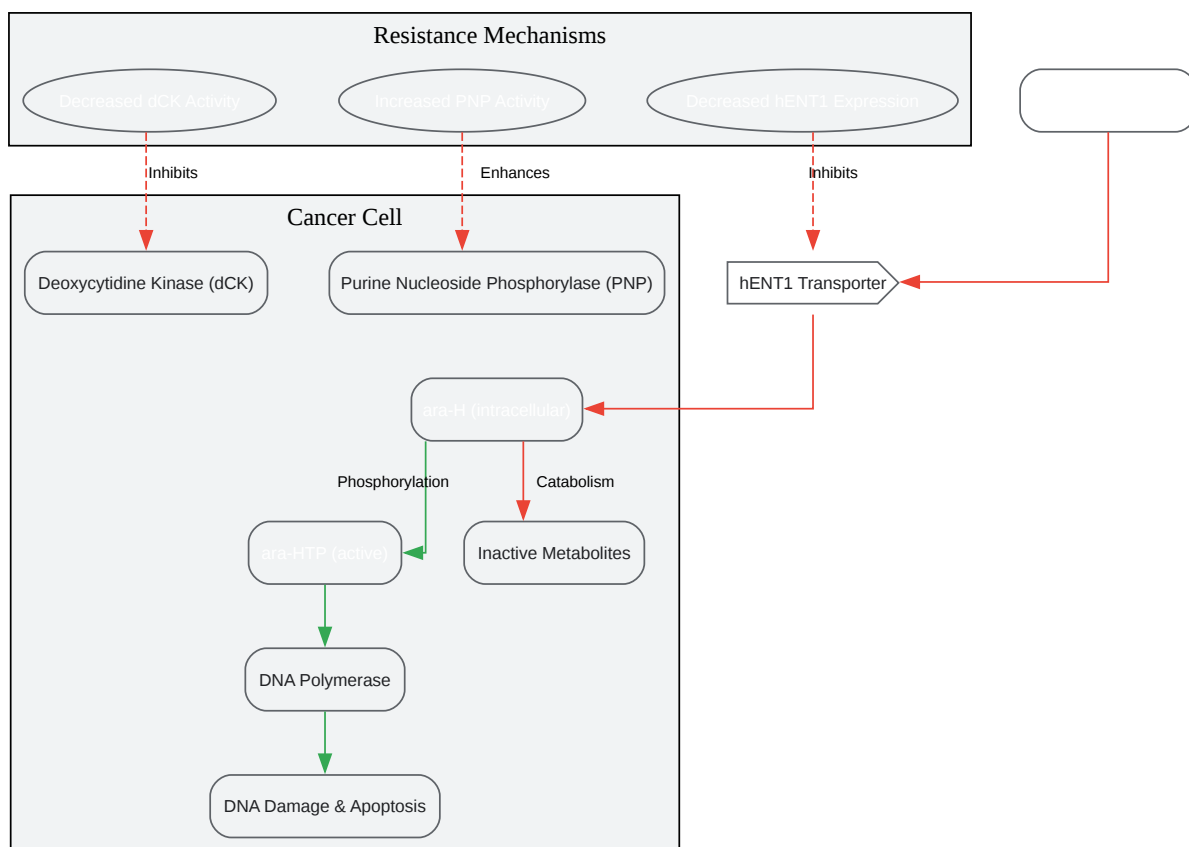 Resistance Mechanisms
Decreased dCK Activity
Increased PNP Activity
Decreased hENT1 Expression
Inhibits
Enhances
Inhibits
Cancer Cell
Deoxycytidine Kinase (dCK)
Purine Nucleoside Phosphorylase (PNP)
hENT1 Transporter
ara-H (intracellular)
Phosphorylation
Catabolism
ara-HTP (active)
Inactive Metabolites
DNA Polymerase
DNA Damage & Apoptosis